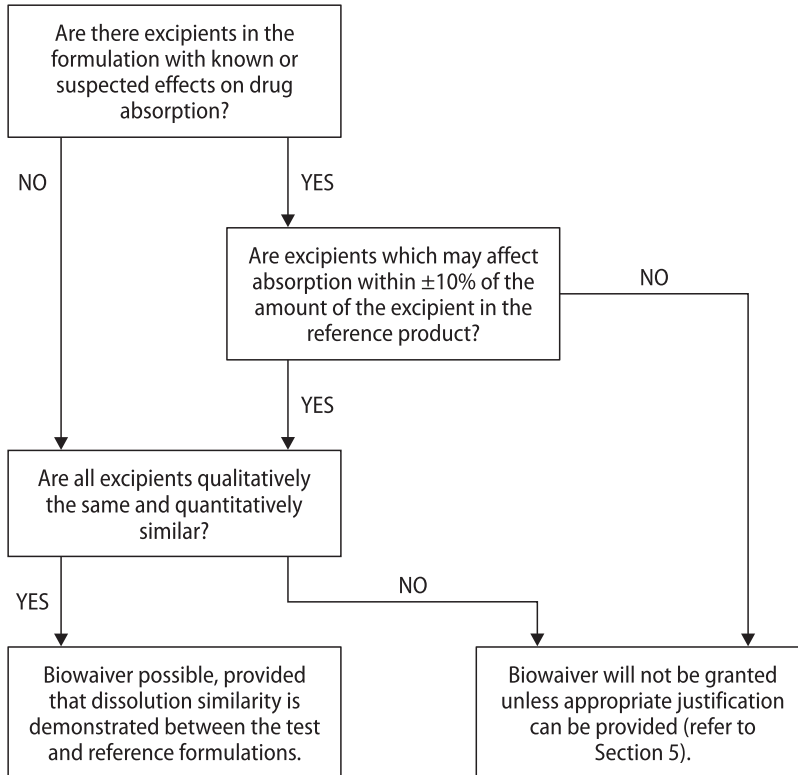 Are there excipients in the
formulation with known or
suspected effects on drug
absorption?
NO
YES
Are excipients which may affect
absorption within ±10% of the
amount of the excipient in the
reference product?
NO
YES
Are all excipients qualitatively
the same and quantitatively
similar?
YES
NO
Biowaiver possible, provided
that dissolution similarity is
demonstrated between the test
and reference formulations.
Biowaiver will not be granted
unless appropriate justification
can be provided (refer to
Section 5).